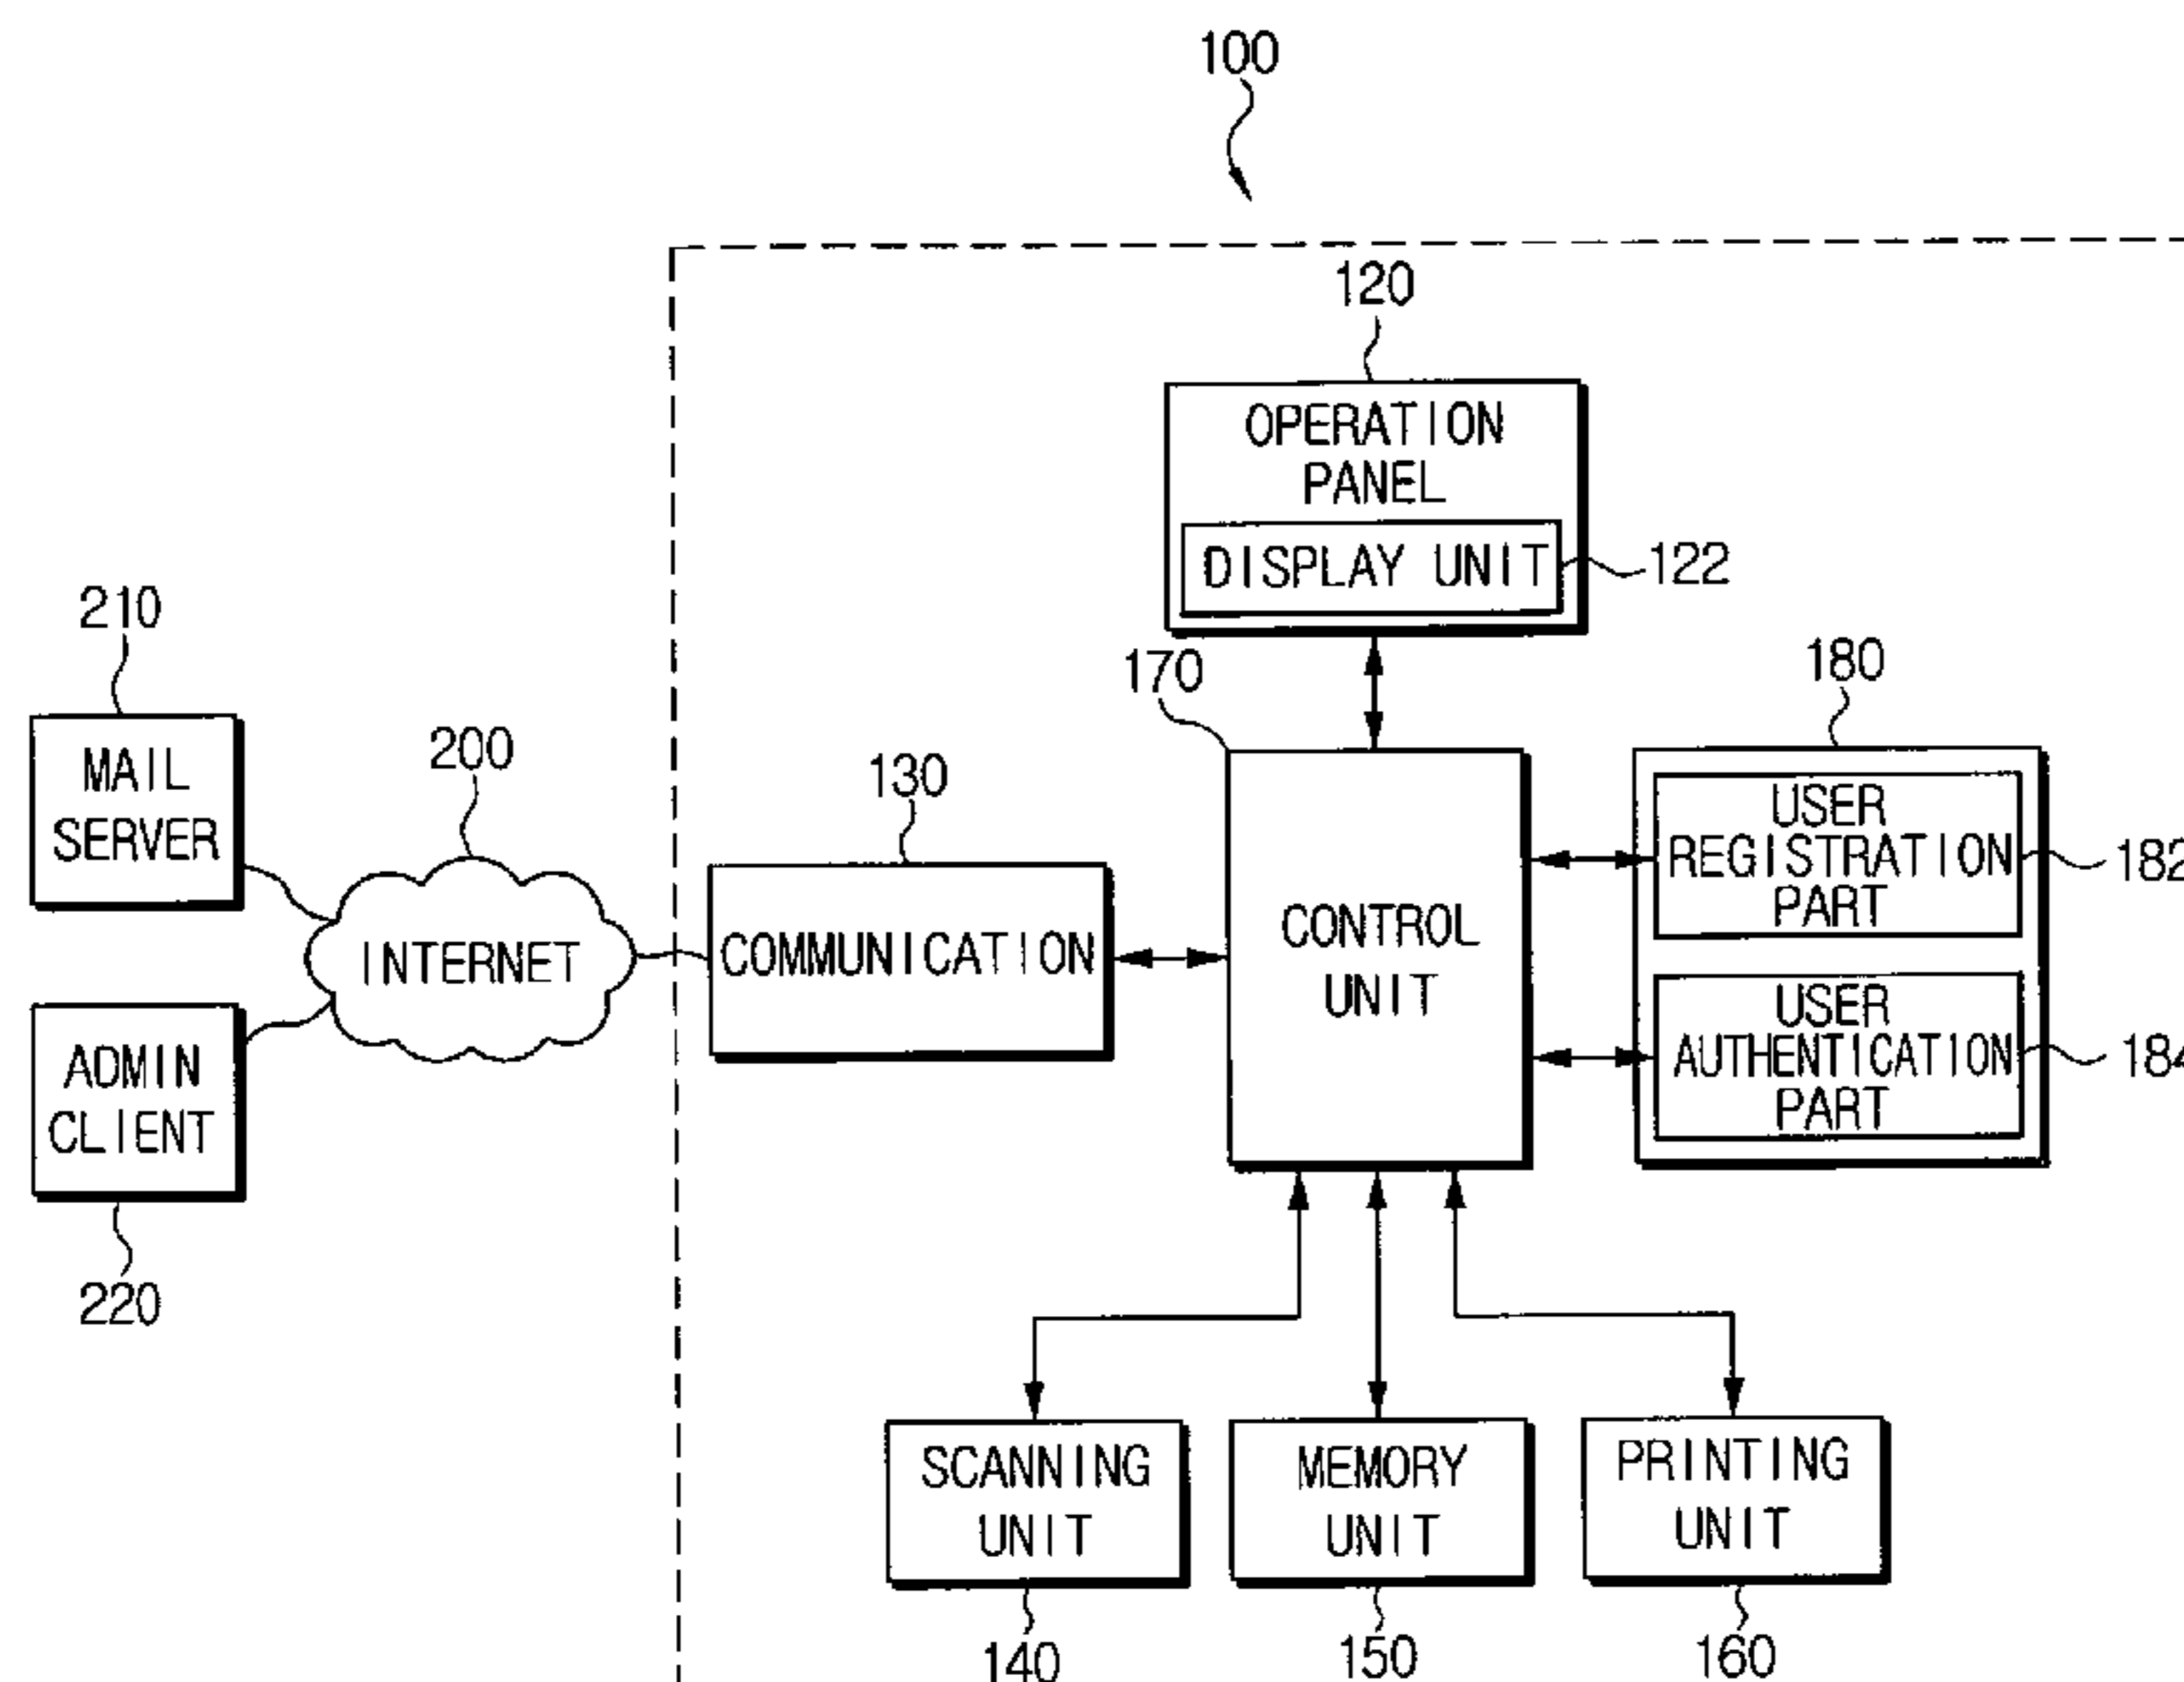 100
120
OPERATION
PANEL
DISPLAY UNIT
122
210
170
180
MAIL
SERVER
200
130
USER
REGISTRATION
PART
182
INTERNET
COMMUNICATION
CONTROL
UNIT
USER
AUTHENTICATION
PART
184
ADMIN
CLIENT
220
SCANNING
UNIT
MEMORY
UNIT
PRINTING
UNIT
140
150
160